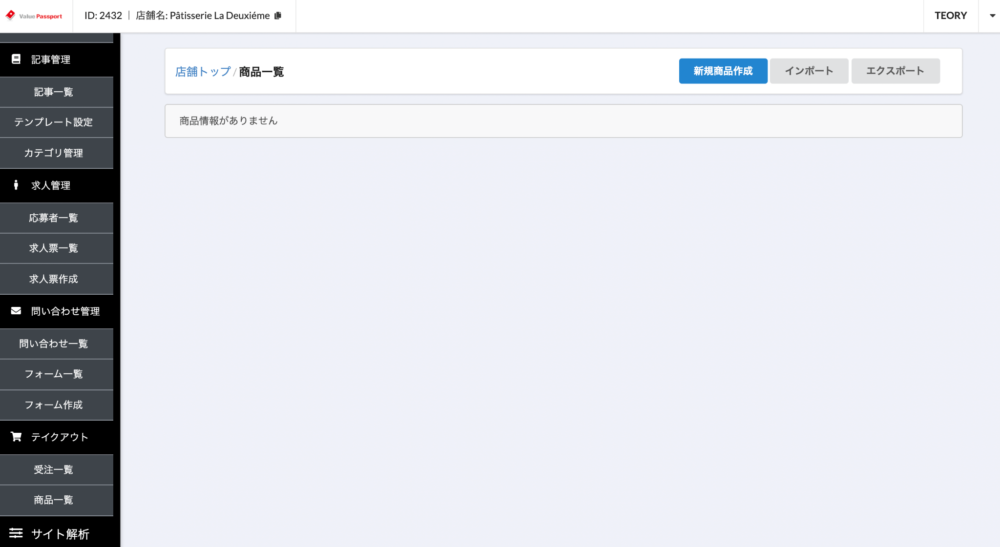 Value Passport
ID: 2432 | 店舗名: Pâtisserie La Deuxiéme
TEORY
記事管理
記事一覧
テンプレート設定
カテゴリ管理
求人管理
応募者一覧
求人票一覧
求人票作成
問い合わせ管理
問い合わせ一覧
フォーム一覧
フォーム作成
テイクアウト
受注一覧
商品一覧
サイト解析
店舗トップ / 商品一覧
新規商品作成
インポート
エクスポート
商品情報がありません